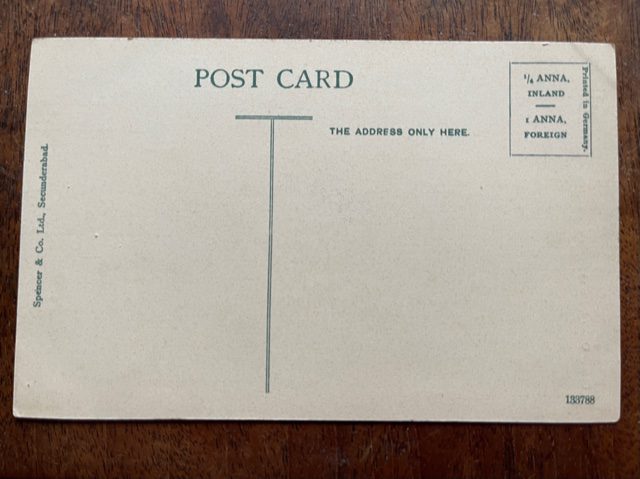 POST CARD
THE ADDRESS ONLY HERE.
¼ ANNA,
INLAND
1 ANNA,
FOREIGN
Printed in Germany.
Spencer & Co. Ltd., Secunderabad.
133788